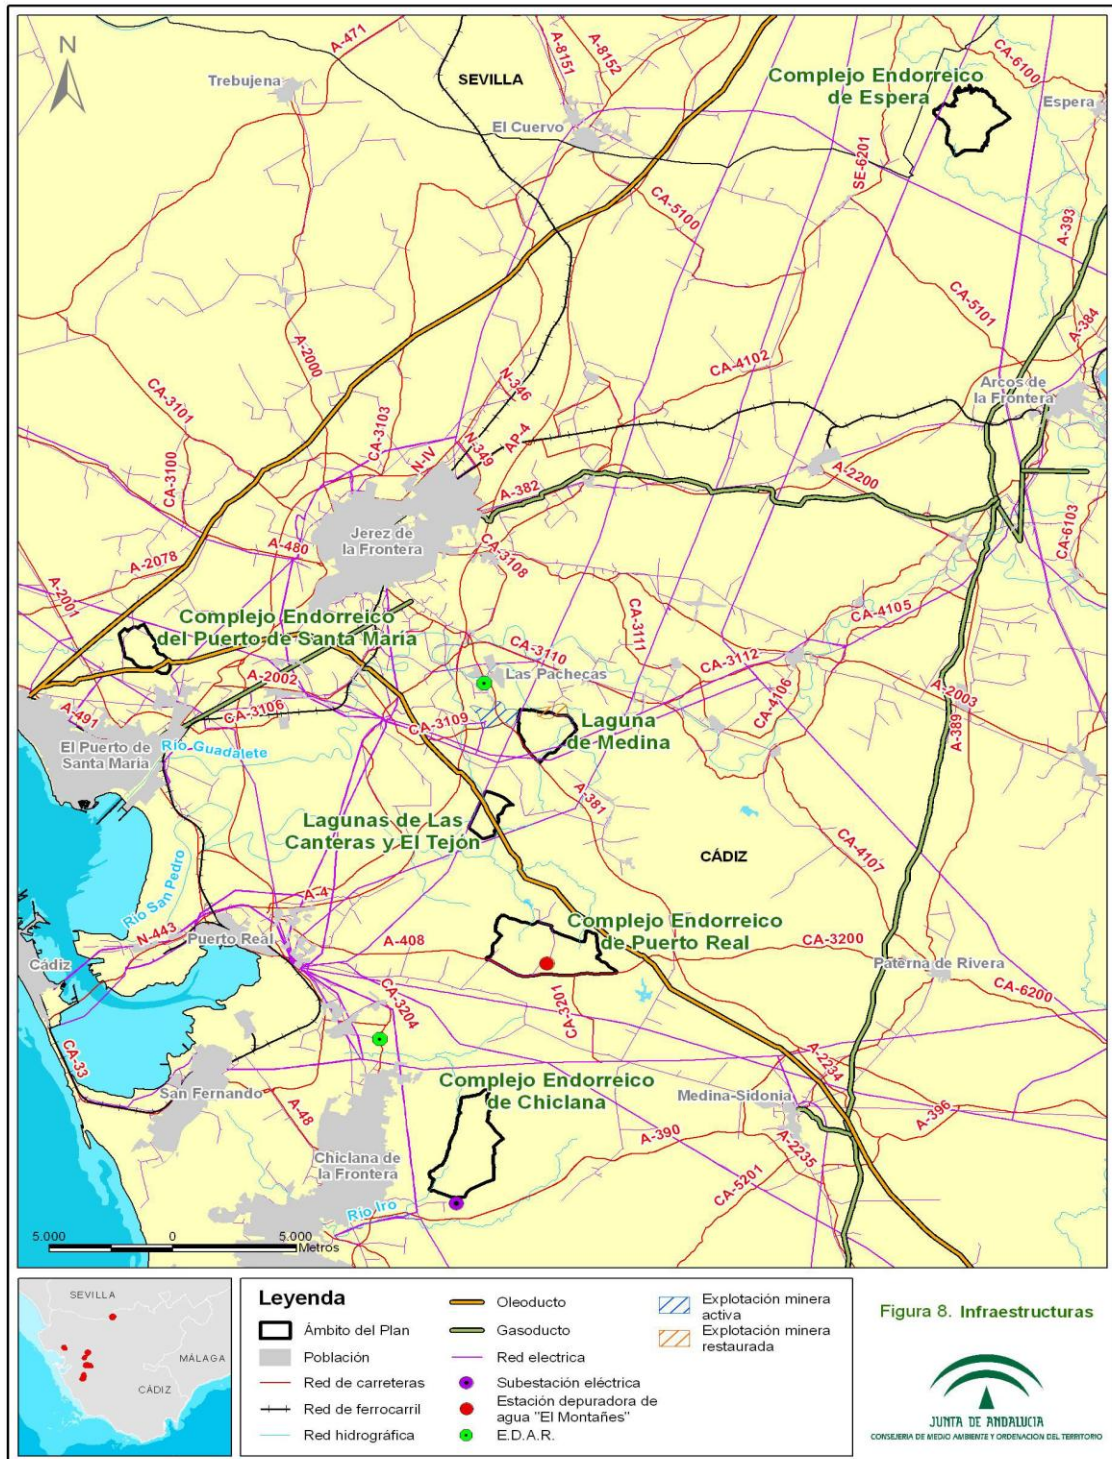 N
A-471
A-8151
A-8152
SEVILLA
Trebujena
El Cuervo
Complejo Endorreico
de Espera
CA-6100
Espera
SE-6201
CA-5100
A-393
CA-5101
A-384
A-2000
CA-3101
CA-3103
CA-3100
N-346
CA-4102
Arcos de
la Frontera
N-IV
N-349
AP-4
A-382
A-2200
CA-6103
Jerez de
la Frontera
A-480
A-2078
A-2001
CA-3108
CA-4105
CA-3111
Complejo Endorreico
del Puerto de Santa María
CA-3110
CA-3112
Las Pachecas
A-2002
A-491
CA-3106
CA-3109
CA-4106
A-2003
A-389
Laguna
de Medina
El Puerto de
Santa María
Río Guadalete
A-381
Lagunas de Las
Canteras y El Tejón
CÁDIZ
CA-4107
Río San Pedro
A-4
N-443
Puerto Real
A-408
Complejo Endorreico
de Puerto Real
CA-3200
Paterna de Rivera
CA-6200
Cádiz
CA-3204
CA-3201
CA-33
San Fernando
A-48
Complejo Endorreico
de Chiclana
Medina-Sidonia
A-2234
A-396
A-390
A-2235
CA-5201
Chiclana de
la Frontera
Río Iro
5.000 0 5.000
Metros
SEVILLA
MÁLAGA
CÁDIZ
Leyenda
Ámbito del Plan
Población
Red de carreteras
Red de ferrocarril
Red hidrográfica
Oleoducto
Gasoducto
Red electrica
Subestación eléctrica
Estación depuradora de
agua "El Montañes"
E.D.A.R.
Explotación minera
activa
Explotación minera
restaurada
Figura 8. Infraestructuras
JUNTA DE ANDALUCIA
CONSEJERIA DE MEDIO AMBIENTE Y ORDENACION DEL TERRITORIO